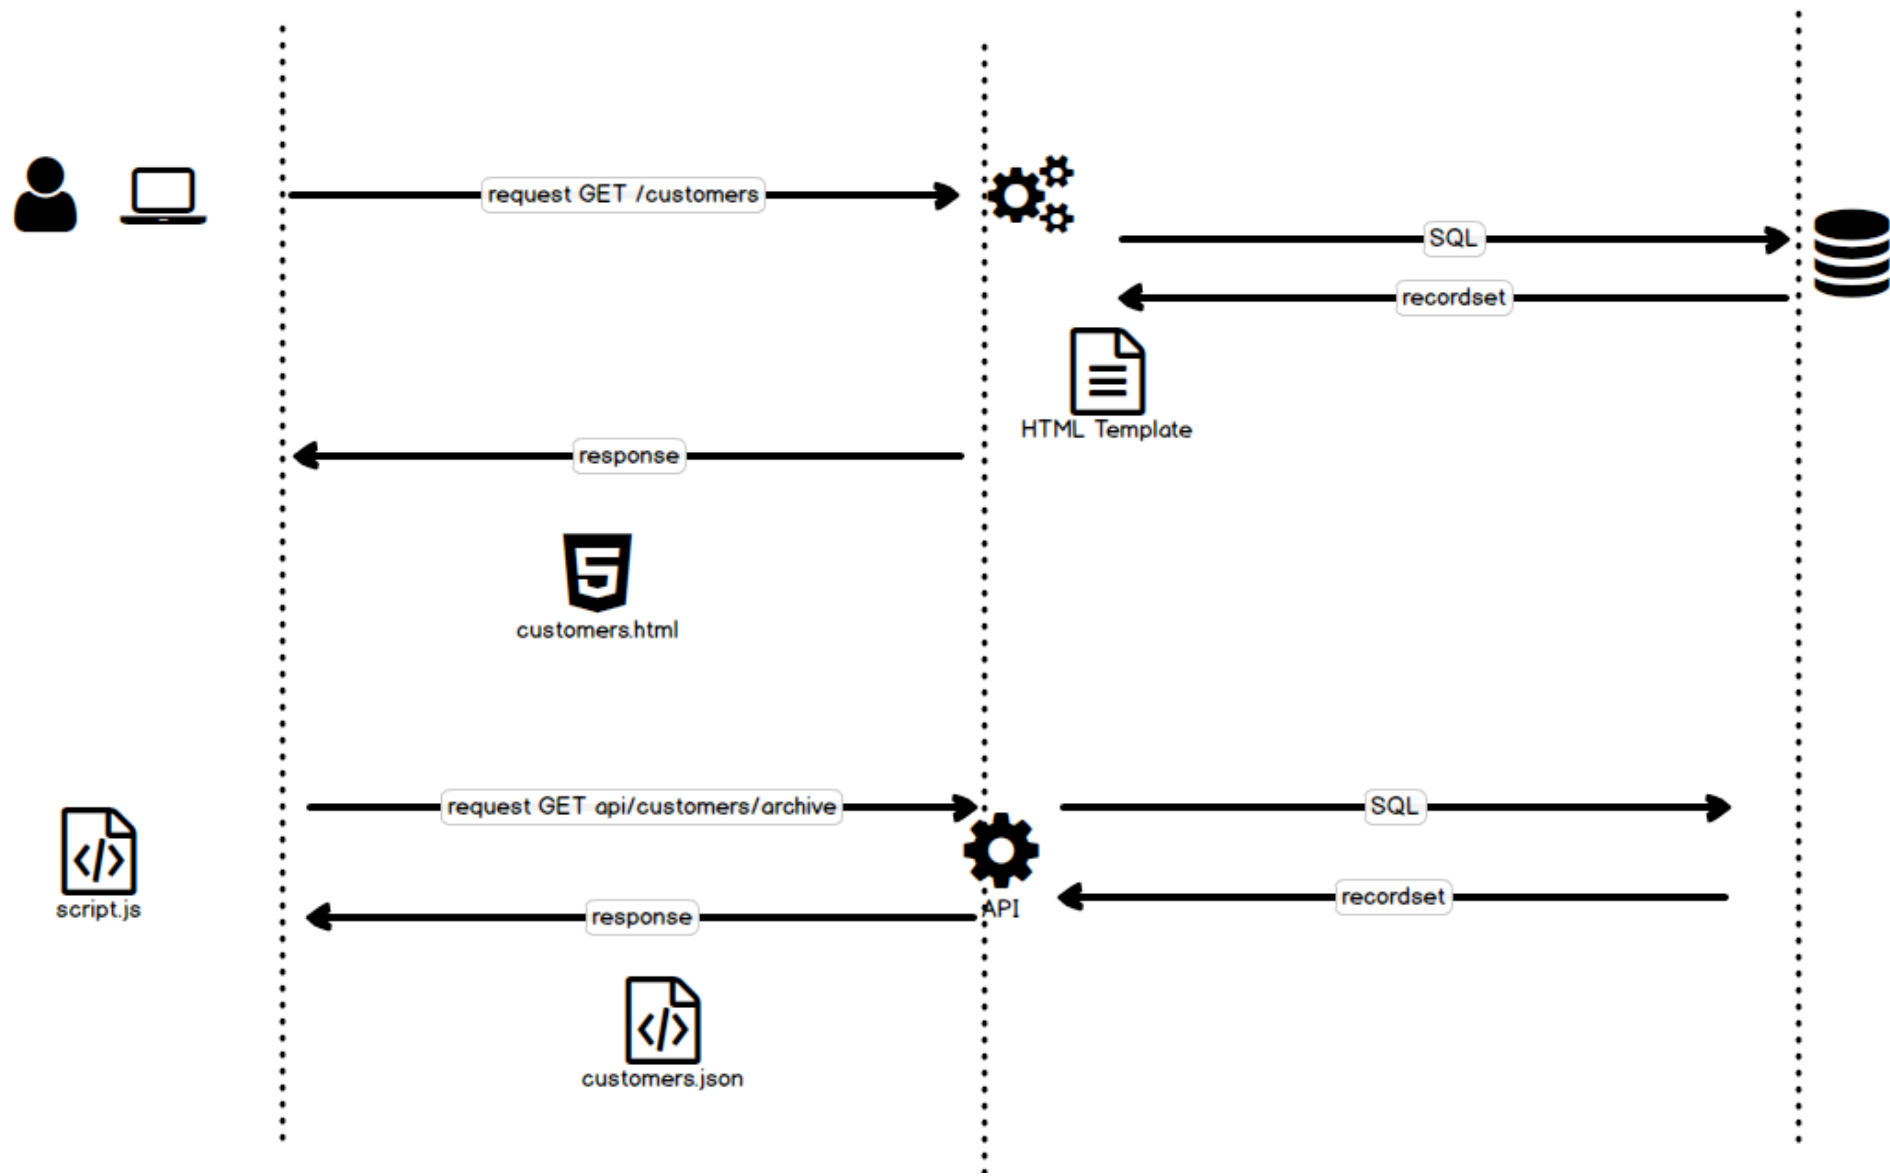 request GET /customers
SQL
recordset
HTML Template
response
customers.html
request GET api/customers/archive
SQL
recordset
script.js
API
response
customers.json